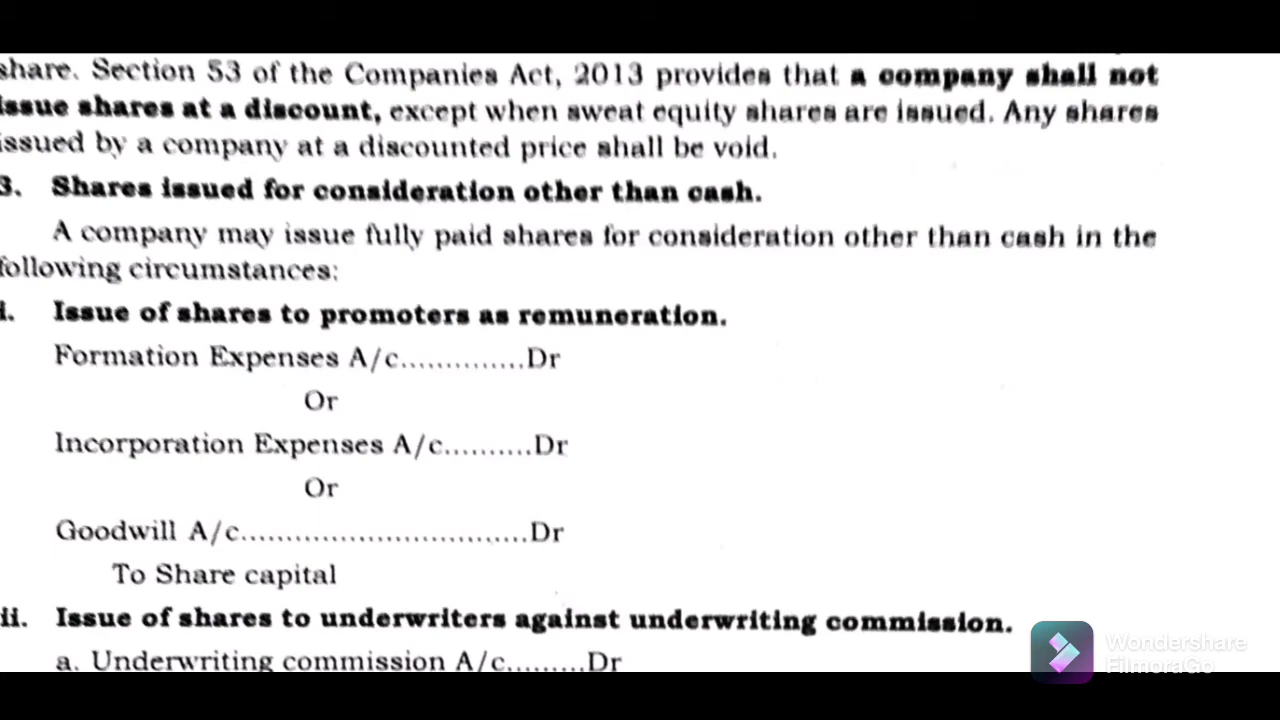 share. Section 53 of the Companies Act, 2013 provides that a company shall not
issue shares at a discount, except when sweat equity shares are issued. Any shares
issued by a company at a discounted price shall be void.
3. Shares issued for consideration other than cash.
A company may issue fully paid shares for consideration other than cash in the
following circumstances:
i. Issue of shares to promoters as remuneration.
Formation Expenses A/c..............Dr
Or
Incorporation Expenses A/c..........Dr
Or
Goodwill A/c................................Dr
To Share capital
ii. Issue of shares to underwriters against underwriting commission.
a. Underwriting commission A/c.........Dr
Wondershare
FilmoraGo